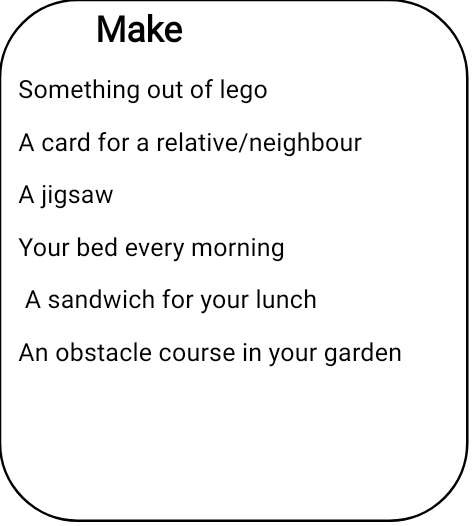 Make
Something out of lego
A card for a relative/neighbour
A jigsaw
Your bed every morning
A sandwich for your lunch
An obstacle course in your garden